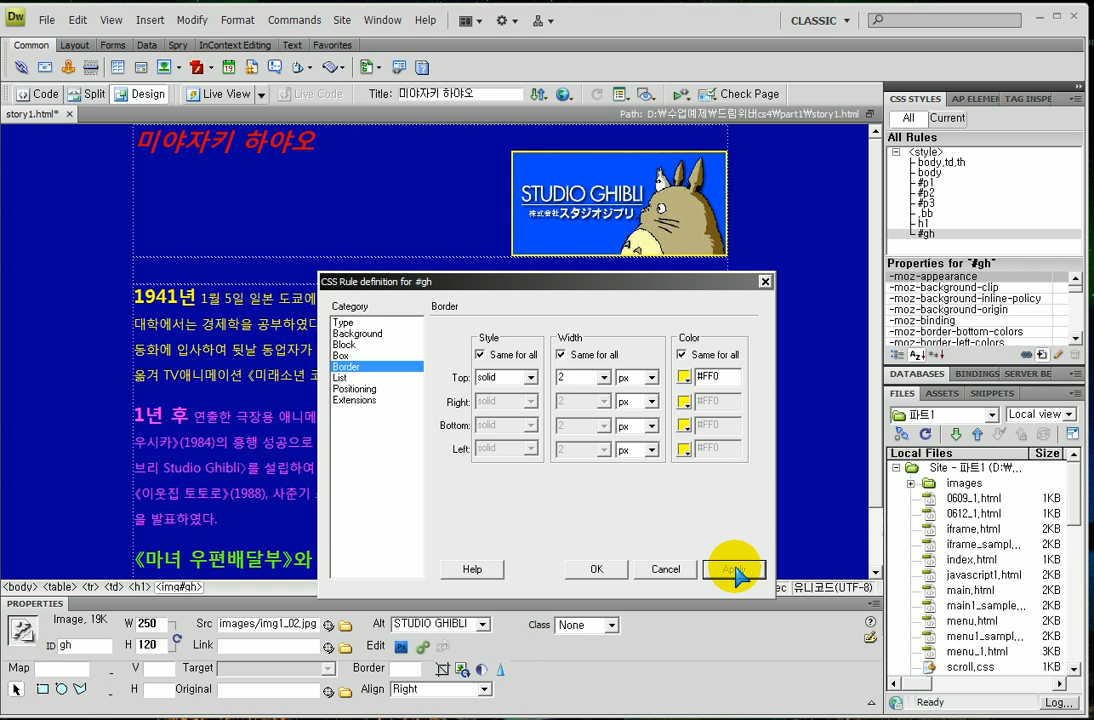 Dw File Edit View Insert Modify Format Commands Site Window Help CLASSIC
Common Layout Forms Data Spry InContext Editing Text Favorites
Code Split Design Live View Live Code Title: 미야자키 하야오 Check Page
story1.html* Path: D:₩수업예제₩드림위버cs4₩part1₩story1.html
미야자키 하야오
STUDIO GHIBLI
株式会社スタジオジブリ
1941년 1월 5일 일본 도쿄에
대학에서는 경제학을 공부하였다
동화에 입사하여 뒷날 동업자가
옮겨 TV애니메이션 《미래소년 코
1년 후 연출한 극장용 애니메
우시카》(1984)의 흥행 성공으로
브리 Studio Ghibli〉를 설립하여
《이웃집 토토로》(1988), 사춘기
을 발표하였다.
《마녀 우편배달부》와
CSS Rule definition for #gh
Category Border
Type
Background
Block
Box
Border
List
Positioning
Extensions
Style Width Color
Same for all Same for all Same for all
Top: solid 2 px #FF0
Right: solid 2 px #FF0
Bottom: solid 2 px #FF0
Left: solid 2 px #FF0
Help OK Cancel Apply
<body> <table> <tr> <td> <h1> <img#gh> ec 유니코드(UTF-8)
PROPERTIES
Image, 19K W 250 Src images/img1_02.jpg Alt STUDIO GHIBLI Class None
ID gh H 120 Link Edit
Map V Target Border
H Original Align Right
CSS STYLES AP ELEMEN TAG INSPE
All Current
All Rules
<style>
body,td,th
body
#p1
#p2
#p3
.bb
h1
#gh
Properties for "#gh"
-moz-appearance
-moz-background-clip
-moz-background-inline-policy
-moz-background-origin
-moz-binding
-moz-border-bottom-colors
-moz-border-left-colors
DATABASES BINDINGS SERVER BE
FILES ASSETS SNIPPETS
파트1 Local view
Local Files Size
Site - 파트1 (D:₩...
images
0609_1.html 1KB
0612_1.html 1KB
iframe.html 2KB
iframe_sampl... 2KB
index.html 1KB
javascript1.html 1KB
main.html 2KB
main1_sample... 2KB
menu.html 1KB
menu1_sampl... 2KB
menu_1.html 3KB
scroll.css 1KB
Ready Log...